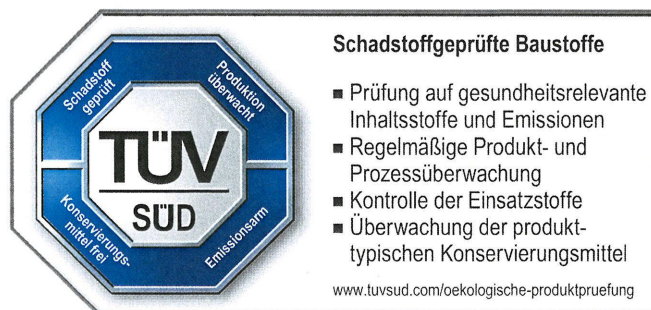 Schadstoff
geprüft
Produktion
überwacht
TÜV
SÜD
Konservierungs-
mittel frei
Emissionsarm
Schadstoffgeprüfte Baustoffe
■ Prüfung auf gesundheitsrelevante
Inhaltsstoffe und Emissionen
■ Regelmäßige Produkt- und
Prozessüberwachung
■ Kontrolle der Einsatzstoffe
■ Überwachung der produkt-
typischen Konservierungsmittel
www.tuvsud.com/oekologische-produktpruefung